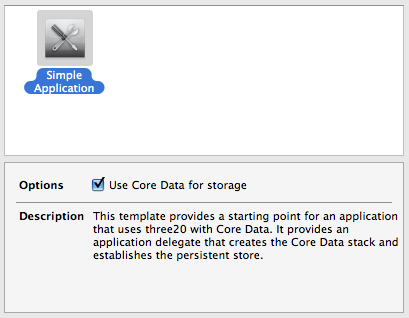 Simple
Application
Options Use Core Data for storage
Description This template provides a starting point for an application
that uses three20 with Core Data. It provides an
application delegate that creates the Core Data stack and
establishes the persistent store.